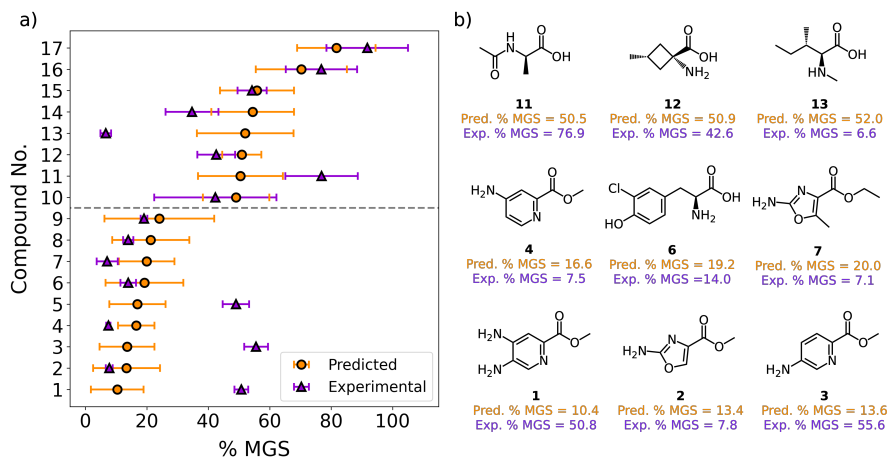 a)
17
16
15
14
13
12
11
10
9
8
7
6
5
4
3
2
1
Compound No.
0 20 40 60 80 100
% MGS
Predicted
Experimental
b)
H
N
O
O
OH
O
OH
NH2
O
OH
HN
11
Pred. % MGS = 50.5
Exp. % MGS = 76.9
12
Pred. % MGS = 50.9
Exp. % MGS = 42.6
13
Pred. % MGS = 52.0
Exp. % MGS = 6.6
H2N
N
O
O
Cl
HO
O
OH
NH2
H2N
N
O
O
O
4
Pred. % MGS = 16.6
Exp. % MGS = 7.5
6
Pred. % MGS = 19.2
Exp. % MGS =14.0
7
Pred. % MGS = 20.0
Exp. % MGS = 7.1
H2N
H2N
N
O
O
H2N
N
O
O
O
H2N
N
O
O
1
Pred. % MGS = 10.4
Exp. % MGS = 50.8
2
Pred. % MGS = 13.4
Exp. % MGS = 7.8
3
Pred. % MGS = 13.6
Exp. % MGS = 55.6